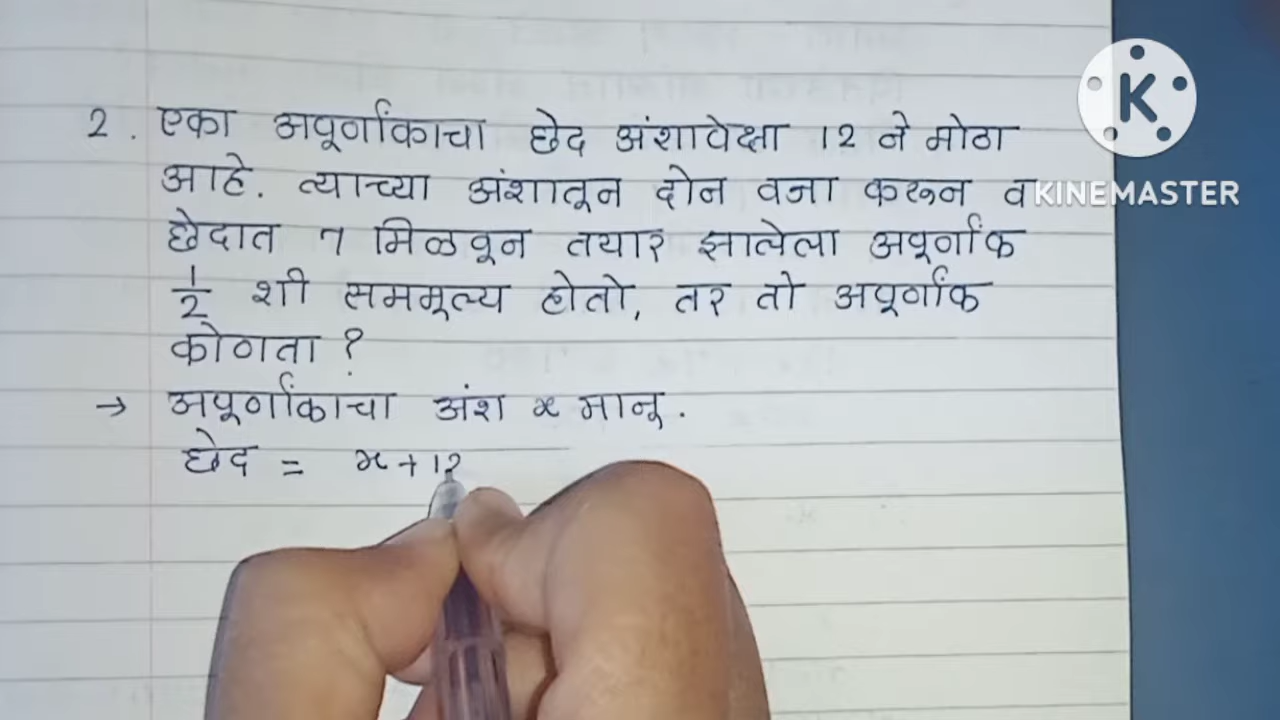 2. एका अपूर्णांकाचा छेद अंशापेक्षा 12 ने मोठा
आहे. त्याच्या अंशातून दोन वजा करून व
छेदात 7 मिळवून तयार झालेला अपूर्णांक
1/2 शी सममूल्य होतो, तर तो अपूर्णांक
कोणता ?
→ अपूर्णांकाचा अंश x मानू.
छेद = x + 12
K
KINEMASTER